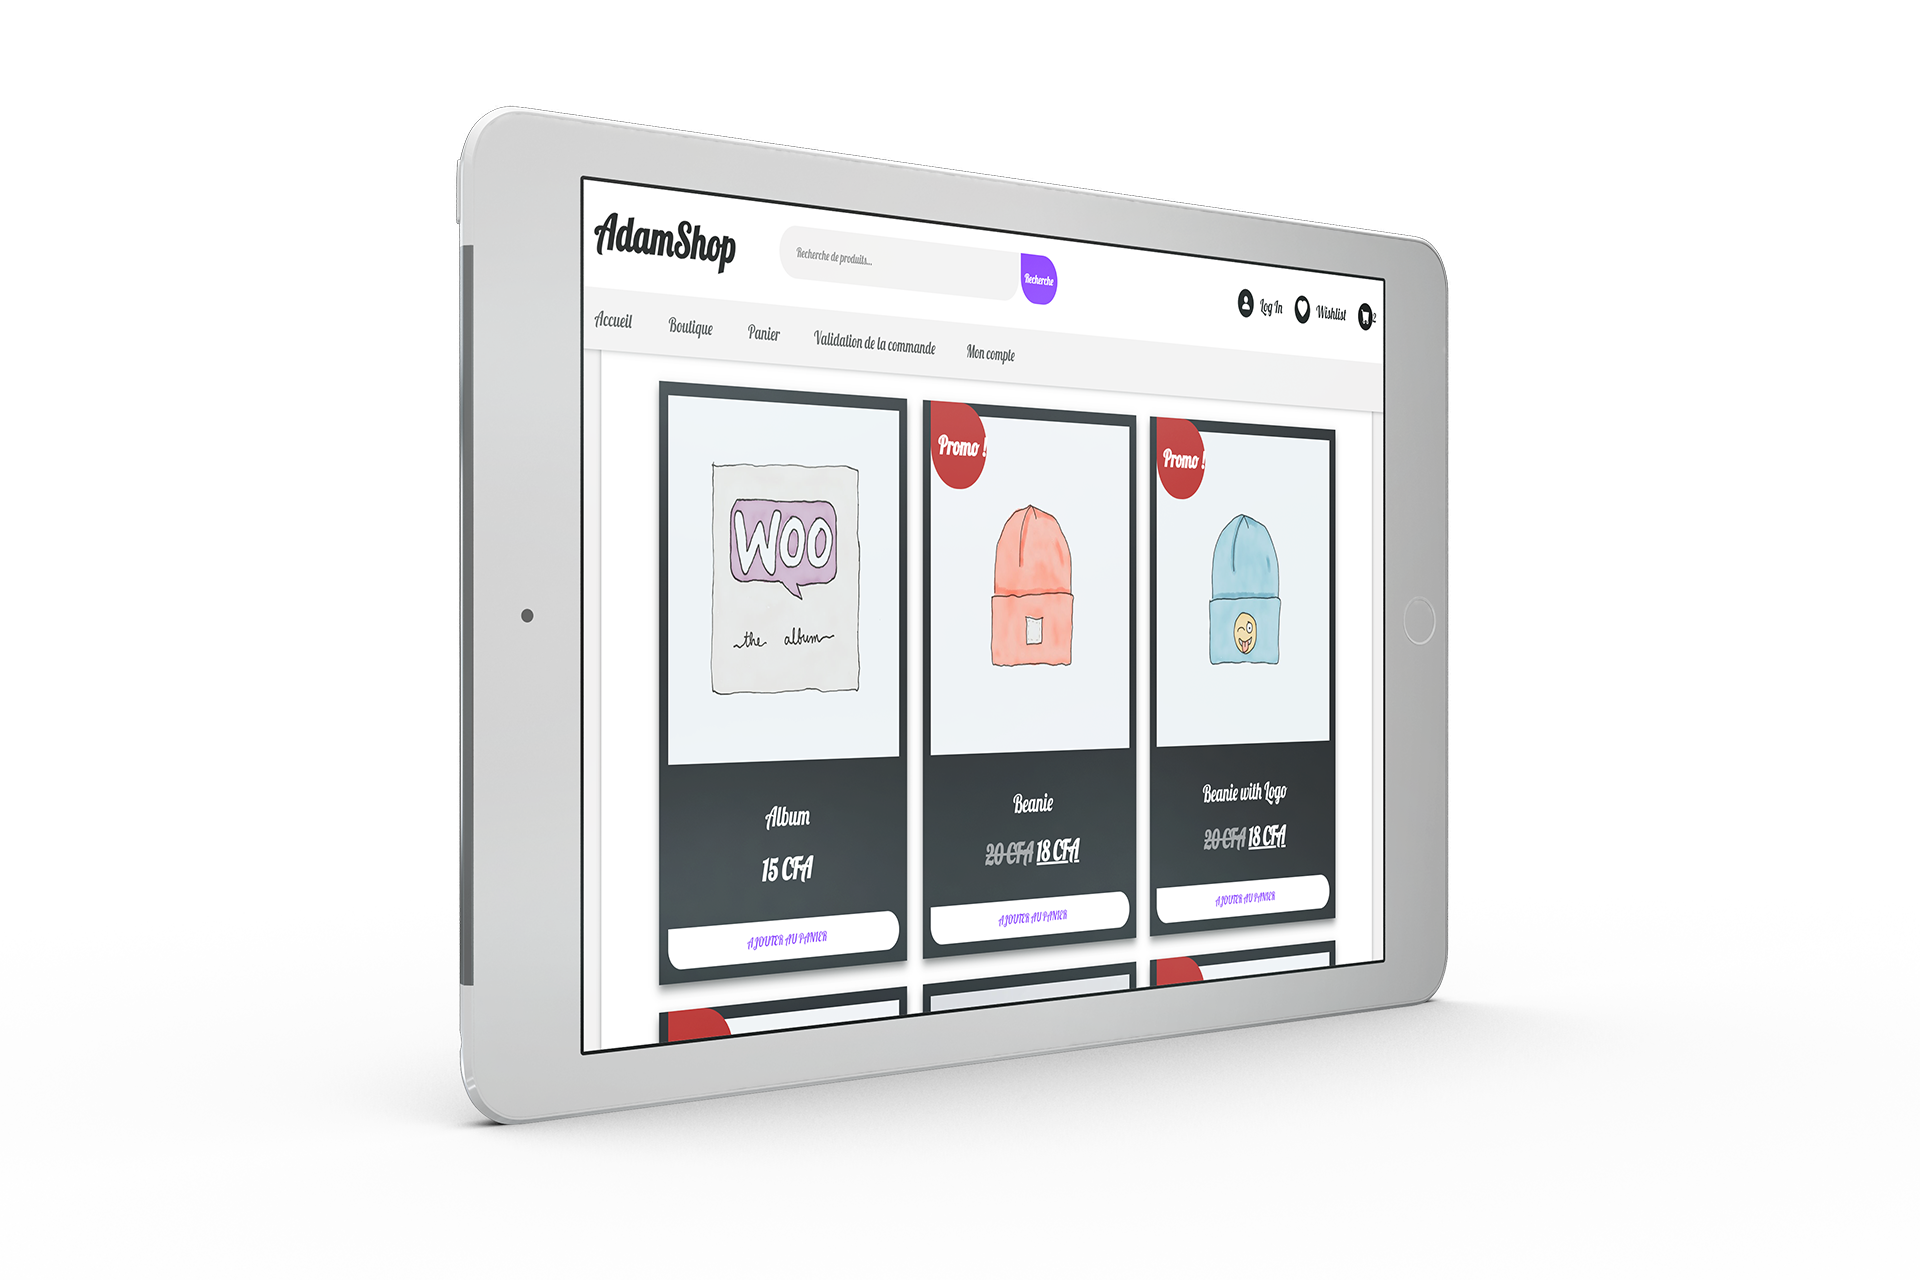 AdamShop
Recherche de produits...
Recherche
Log In
Wishlist
2
Accueil
Boutique
Panier
Validation de la commande
Mon compte
WOO
the album
Album
15 CFA
AJOUTER AU PANIER
Promo !
Beanie
20 CFA 18 CFA
AJOUTER AU PANIER
Promo !
Beanie with Logo
20 CFA 18 CFA
AJOUTER AU PANIER